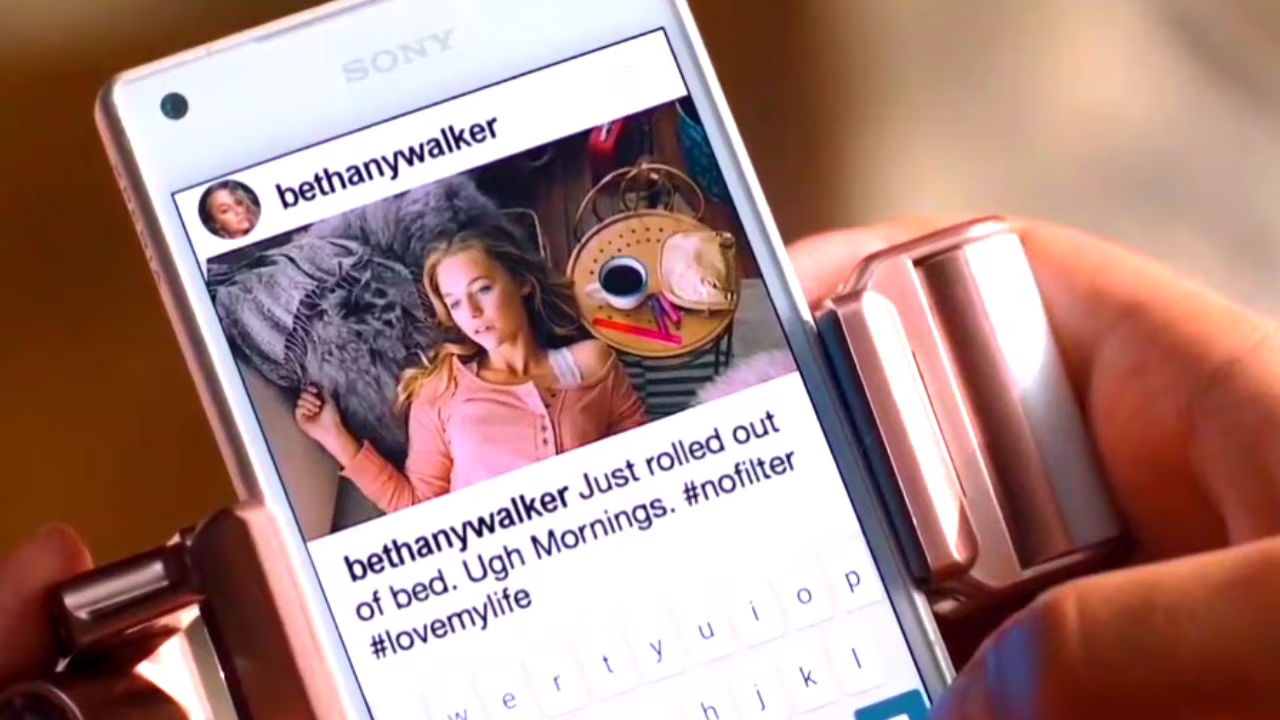 SONY
bethanywalker
bethanywalker Just rolled out
of bed. Ugh Mornings. #nofilter
#lovemylife
w e r t y u i o p
h j k l